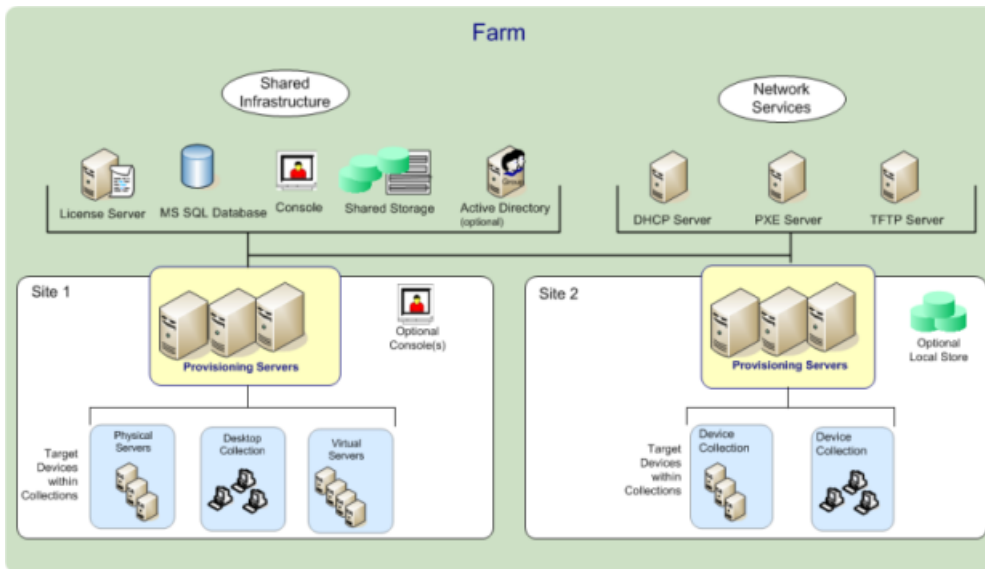 Farm
Shared
Infrastructure
Network
Services
License Server
MS SQL Database
Console
Shared Storage
Group
Active Directory
(optional)
DHCP Server
PXE Server
TFTP Server
Site 1
Provisioning Servers
Optional
Console(s)
Target
Devices
within
Collections
Physical
Servers
Desktop
Collection
Virtual
Servers
Site 2
Provisioning Servers
Optional
Local Store
Target
Devices
within
Collections
Device
Collection
Device
Collection